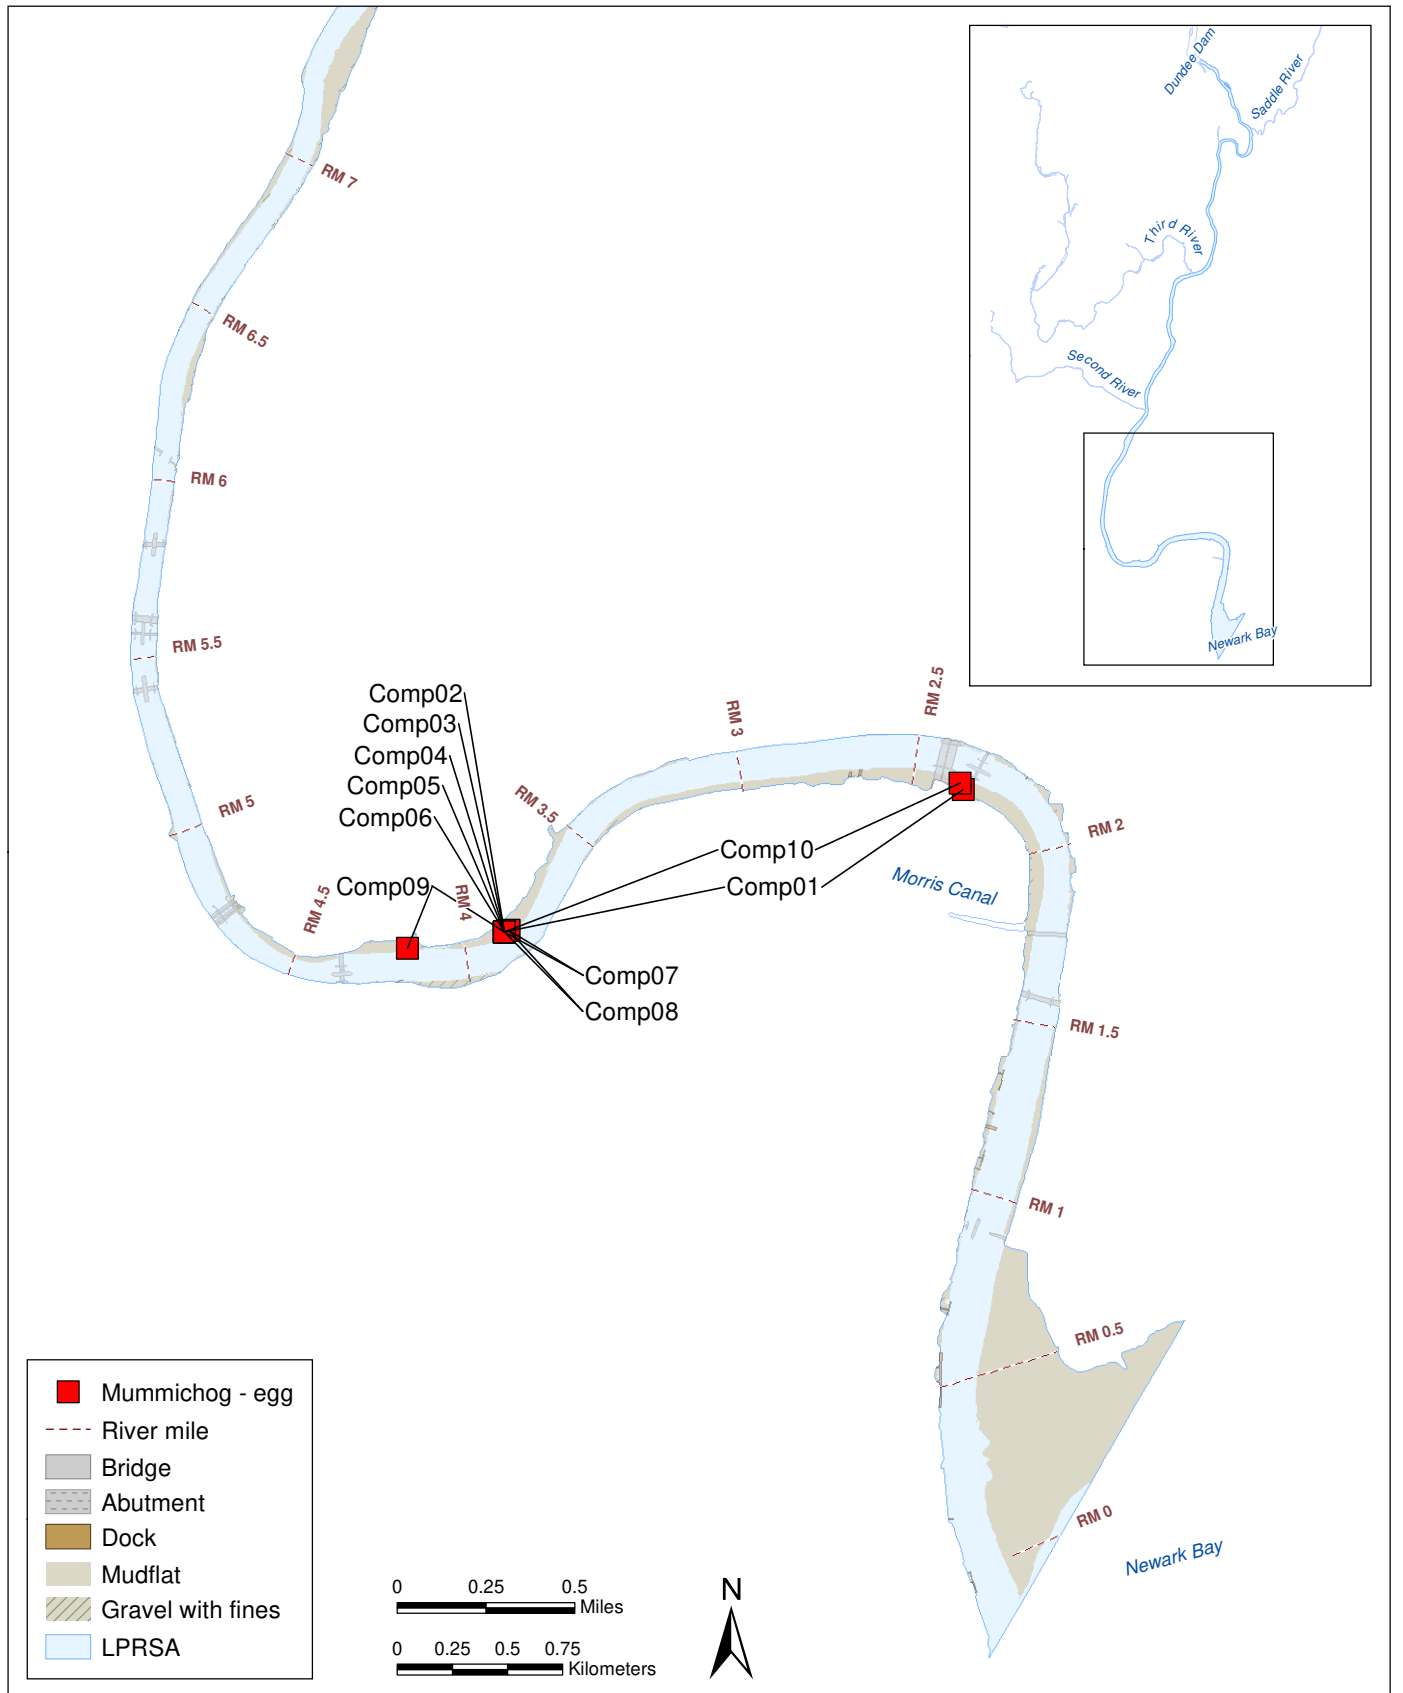 Dundee Dam
Saddle River
Third River
Second River
Newark Bay
RM 7
RM 6.5
RM 6
RM 5.5
RM 5
RM 4.5
RM 4
RM 3.5
RM 3
RM 2.5
RM 2
RM 1.5
RM 1
RM 0.5
RM 0
Comp02
Comp03
Comp04
Comp05
Comp06
Comp09
Comp10
Comp01
Comp07
Comp08
Morris Canal
Newark Bay
Mummichog - egg
River mile
Bridge
Abutment
Dock
Mudflat
Gravel with fines
LPRSA
0 0.25 0.5
Miles
0 0.25 0.5 0.75
Kilometers
N